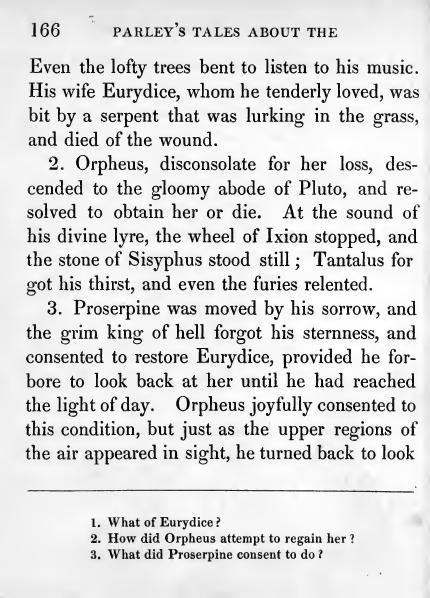 166 PARLEY'S TALES ABOUT THE
Even the lofty trees bent to listen to his music.
His wife Eurydice, whom he tenderly loved, was
bit by a serpent that was lurking in the grass,
and died of the wound.
2. Orpheus, disconsolate for her loss, des-
cended to the gloomy abode of Pluto, and re-
solved to obtain her or die. At the sound of
his divine lyre, the wheel of Ixion stopped, and
the stone of Sisyphus stood still; Tantalus for
got his thirst, and even the furies relented.
3. Proserpine was moved by his sorrow, and
the grim king of hell forgot his sternness, and
consented to restore Eurydice, provided he for-
bore to look back at her until he had reached
the light of day. Orpheus joyfully consented to
this condition, but just as the upper regions of
the air appeared in sight, he turned back to look
1. What of Eurydice?
2. How did Orpheus attempt to regain her?
3. What did Proserpine consent to do?